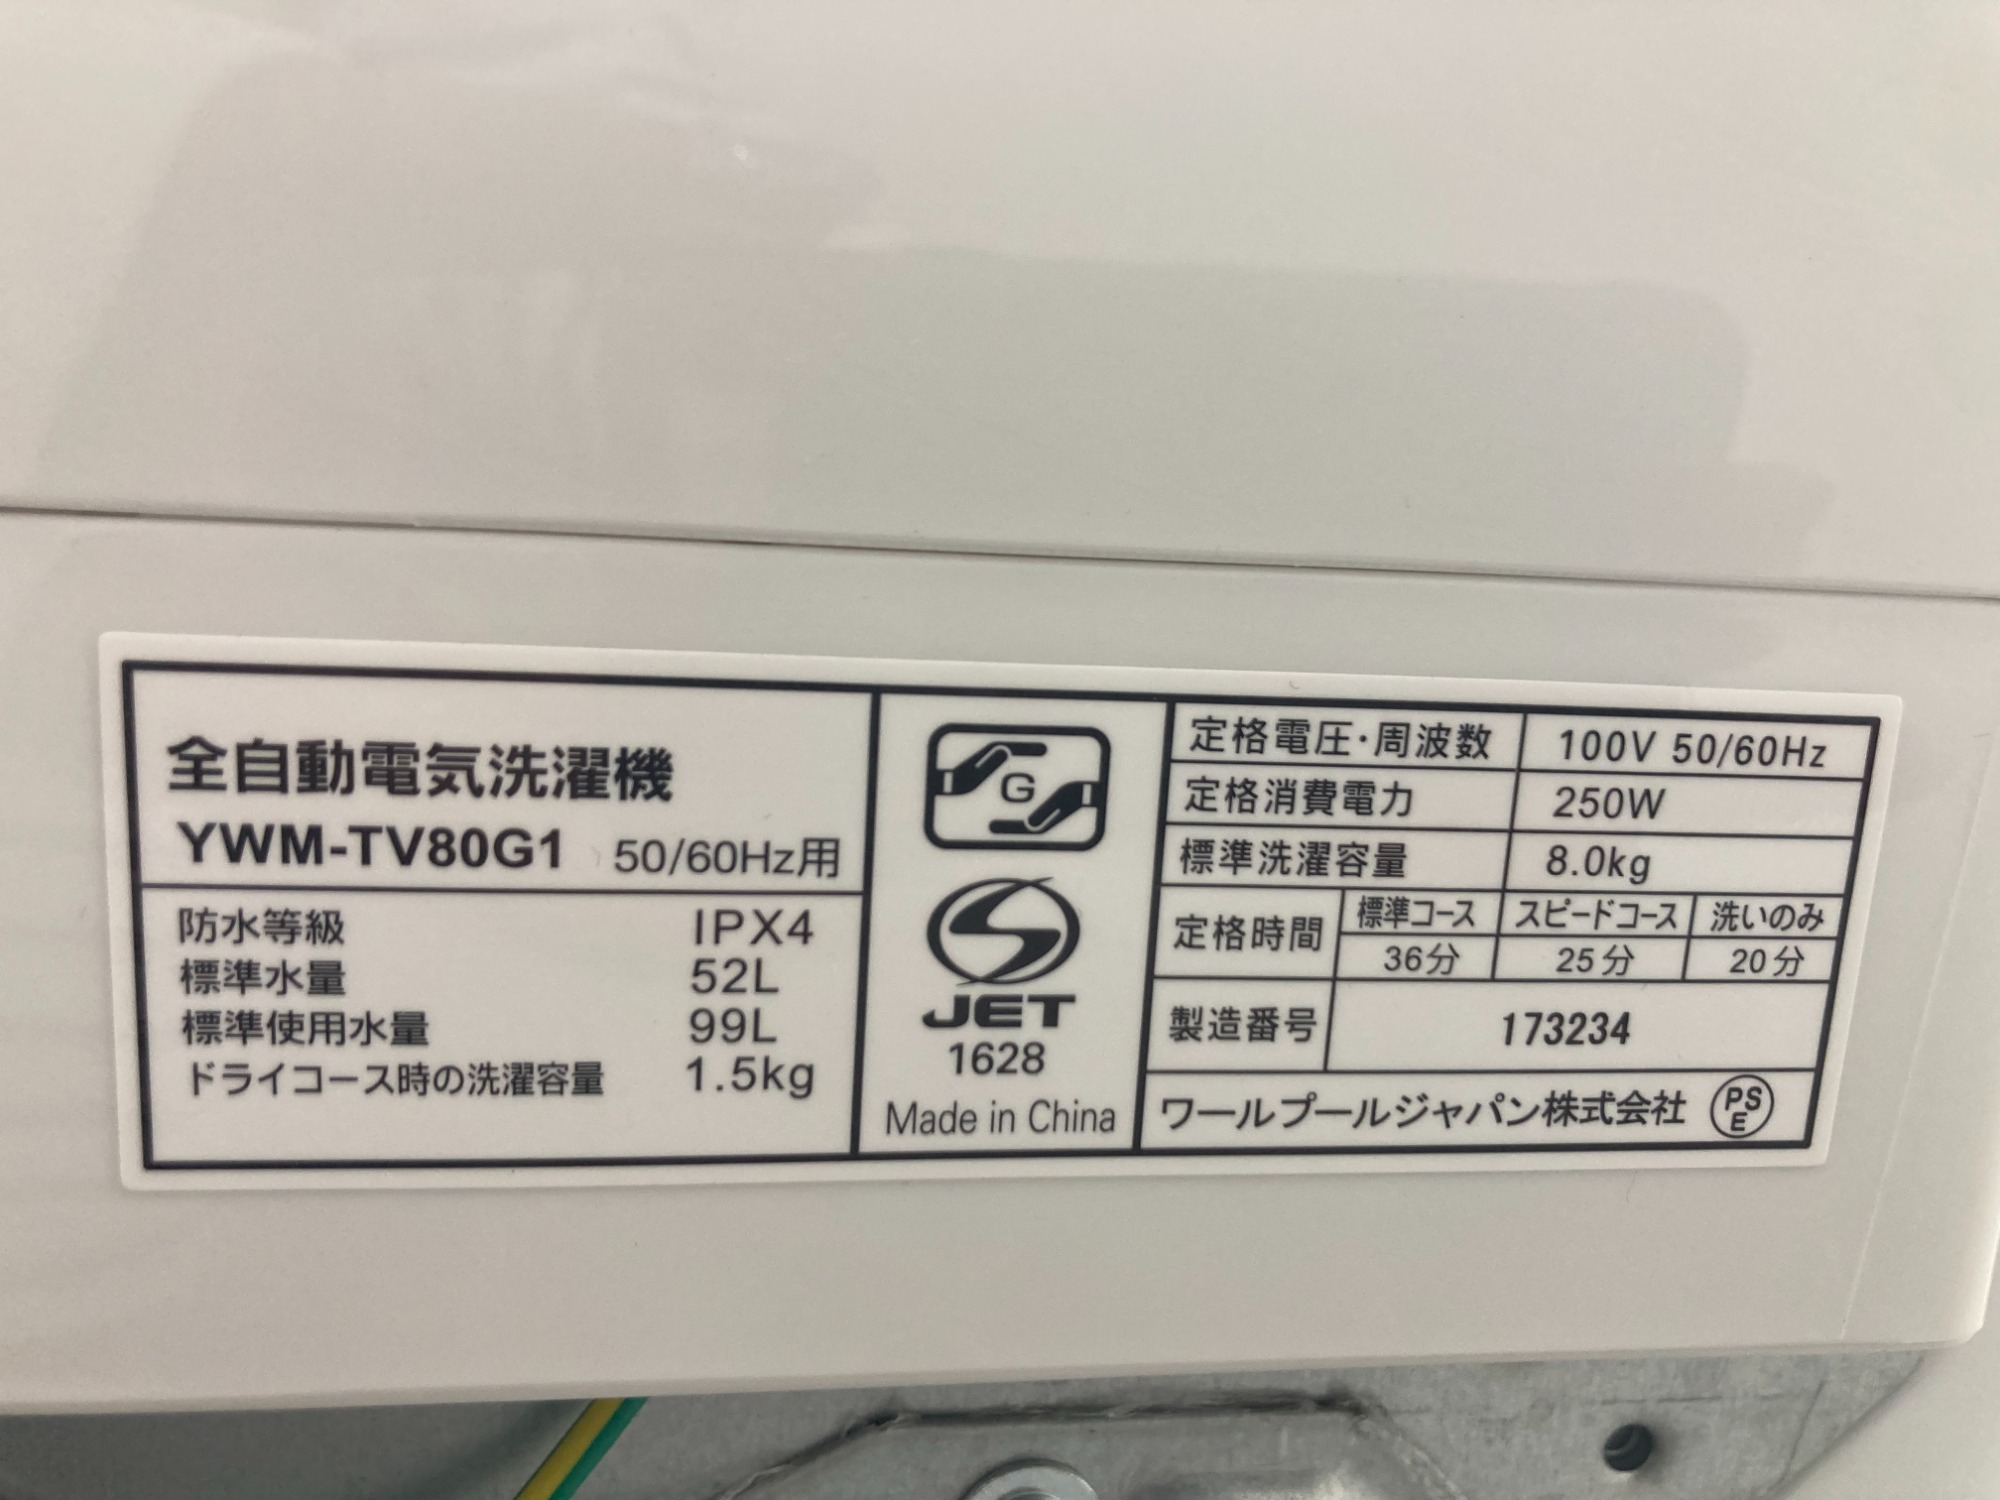 全自動電気洗濯機
YWM-TV80G1 50/60Hz用
防水等級 IPX4
標準水量 52L
標準使用水量 99L
ドライコース時の洗濯容量 1.5kg
G
S
JET
1628
Made in China
定格電圧・周波数 100V 50/60Hz
定格消費電力 250W
標準洗濯容量 8.0kg
定格時間 標準コース スピードコース 洗いのみ
36分 25分 20分
製造番号 173234
ワールプールジャパン株式会社 PSE